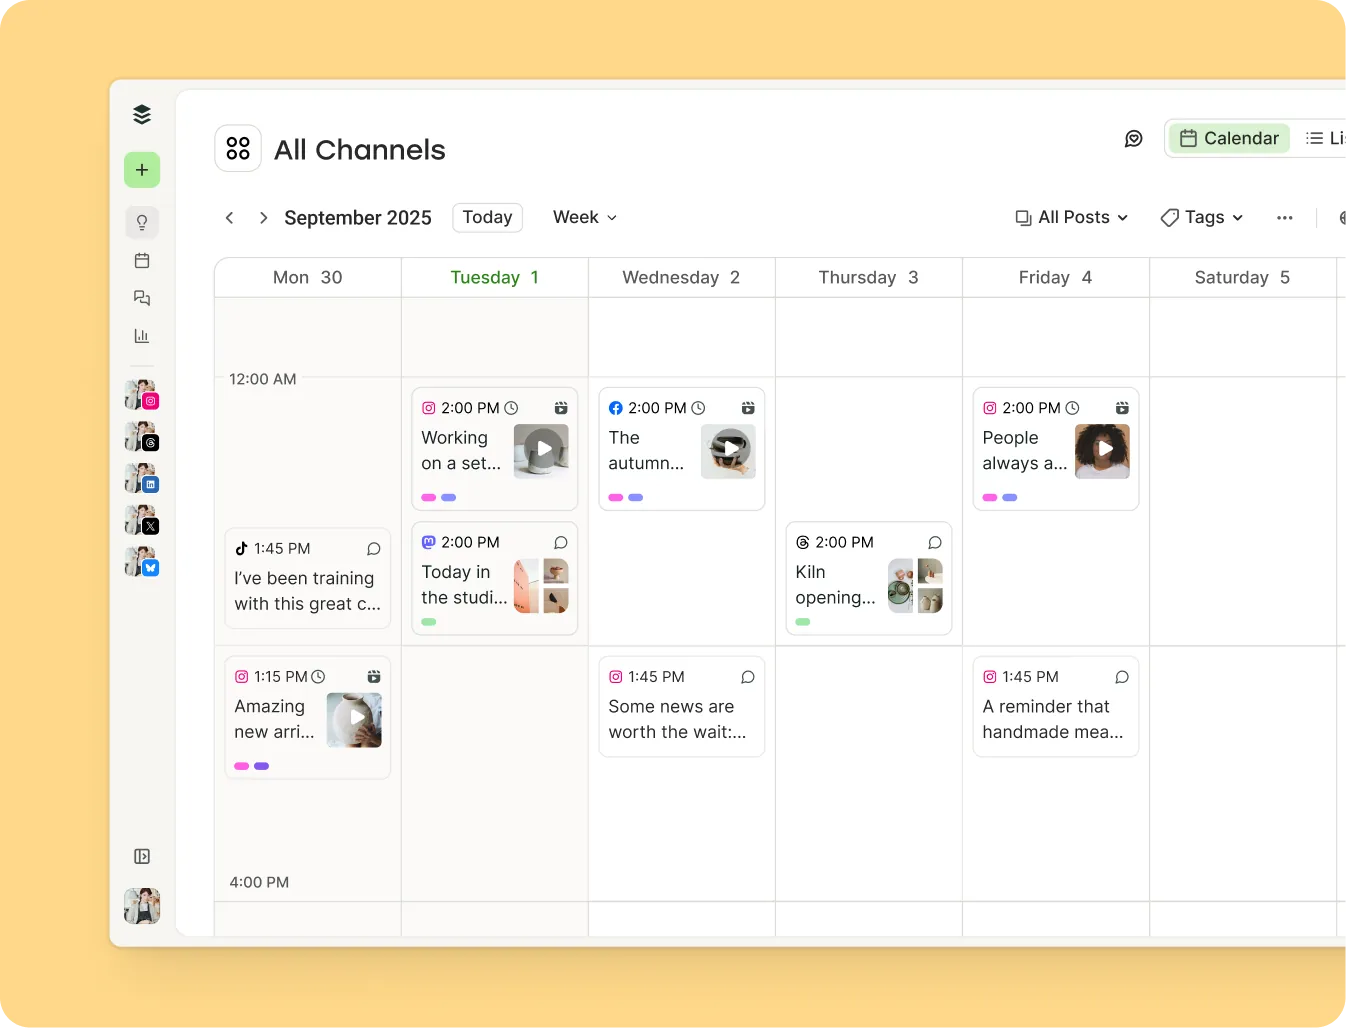 All Channels
Calendar
Lis
September 2025
Today
Week
All Posts
Tags
Mon 30
Tuesday 1
Wednesday 2
Thursday 3
Friday 4
Saturday 5
12:00 AM
2:00 PM
Working
on a set...
2:00 PM
The
autumn...
2:00 PM
People
always a...
1:45 PM
I've been training
with this great c...
2:00 PM
Today in
the studi...
2:00 PM
Kiln
opening...
1:15 PM
Amazing
new arri...
1:45 PM
Some news are
worth the wait:...
1:45 PM
A reminder that
handmade mea...
4:00 PM